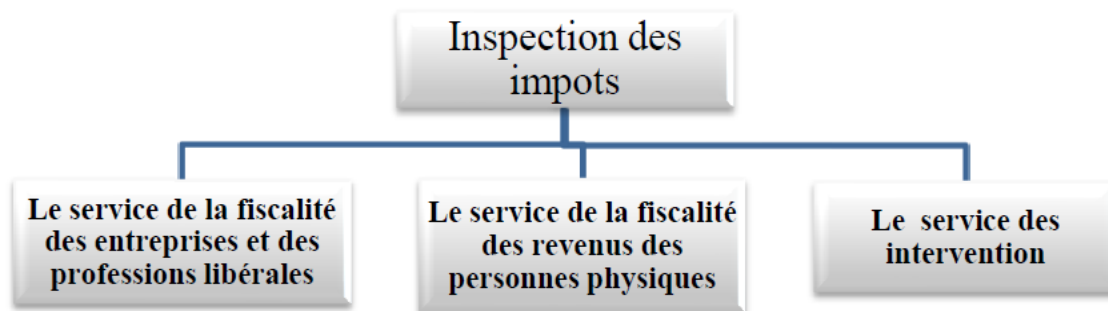 Inspection des
impots
Le service de la fiscalité
des entreprises et des
professions libérales
Le service de la fiscalité
des revenus des
personnes physiques
Le service des
intervention